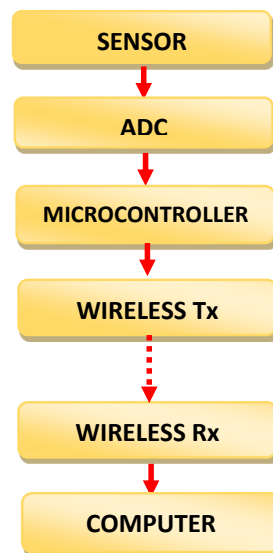 SENSOR
ADC
MICROCONTROLLER
WIRELESS Tx
WIRELESS Rx
COMPUTER